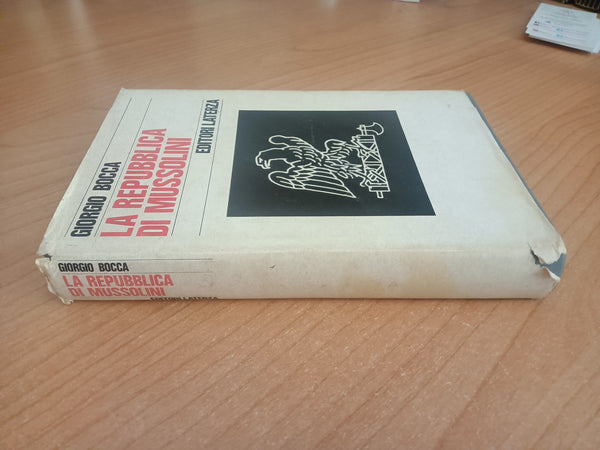 GIORGIO BOCCA
LA REPUBBLICA
DI MUSSOLINI
EDITORI LATERZA
GIORGIO BOCCA
LA REPUBBLICA
DI MUSSOLINI
EDITORI LATERZA